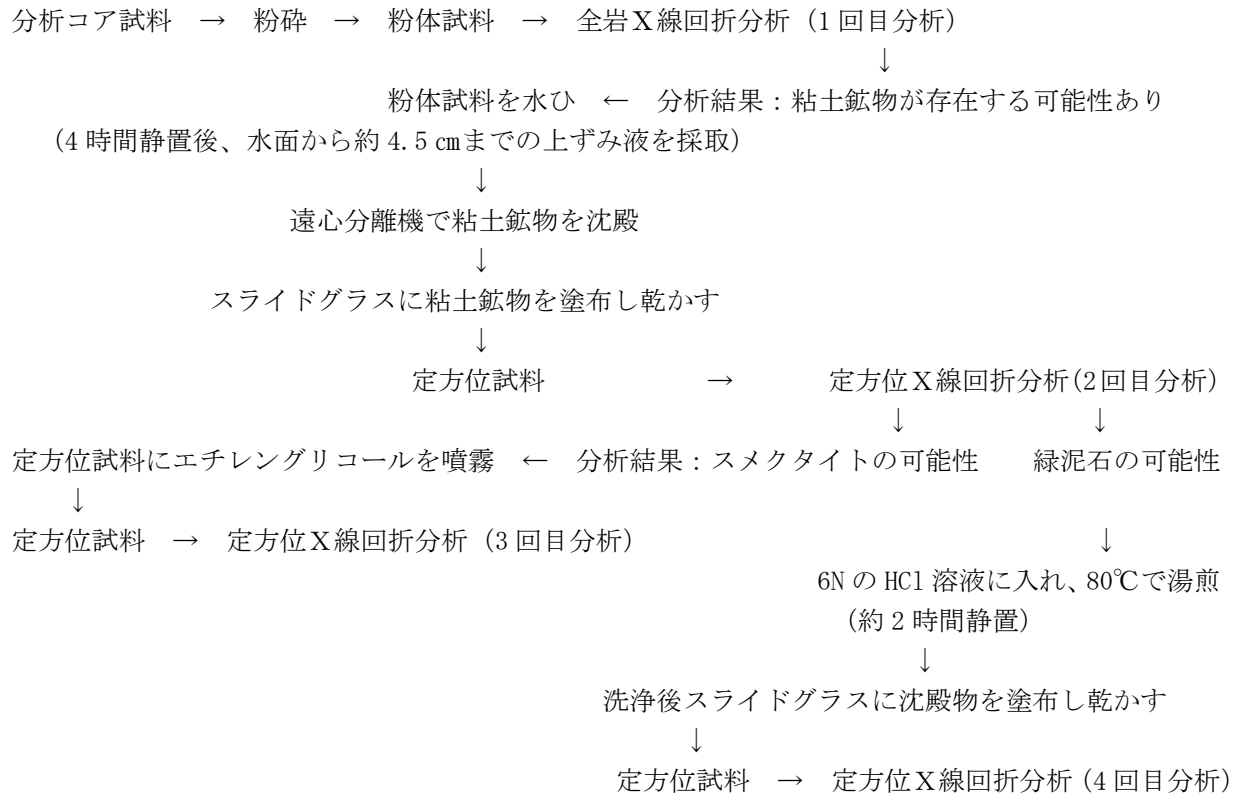 分析コア試料 → 粉砕 → 粉体試料 → 全岩Ⅹ線回折分析（1回目分析）
↓
粉体試料を水ひ ← 分析結果：粘土鉱物が存在する可能性あり
（4時間静置後、水面から約4.5㎝までの上ずみ液を採取）
↓
遠心分離機で粘土鉱物を沈殿
↓
スライドグラスに粘土鉱物を塗布し乾かす
↓
定方位試料 → 定方位Ⅹ線回折分析（2回目分析）
↓ ↓
定方位試料にエチレングリコールを噴霧 ← 分析結果：スメクタイトの可能性 緑泥石の可能性
↓
定方位試料 → 定方位Ⅹ線回折分析（3回目分析） ↓
6NのHCl溶液に入れ、80℃で湯煎
（約2時間静置）
↓
洗浄後スライドグラスに沈殿物を塗布し乾かす
↓
定方位試料 → 定方位Ⅹ線回折分析（4回目分析）